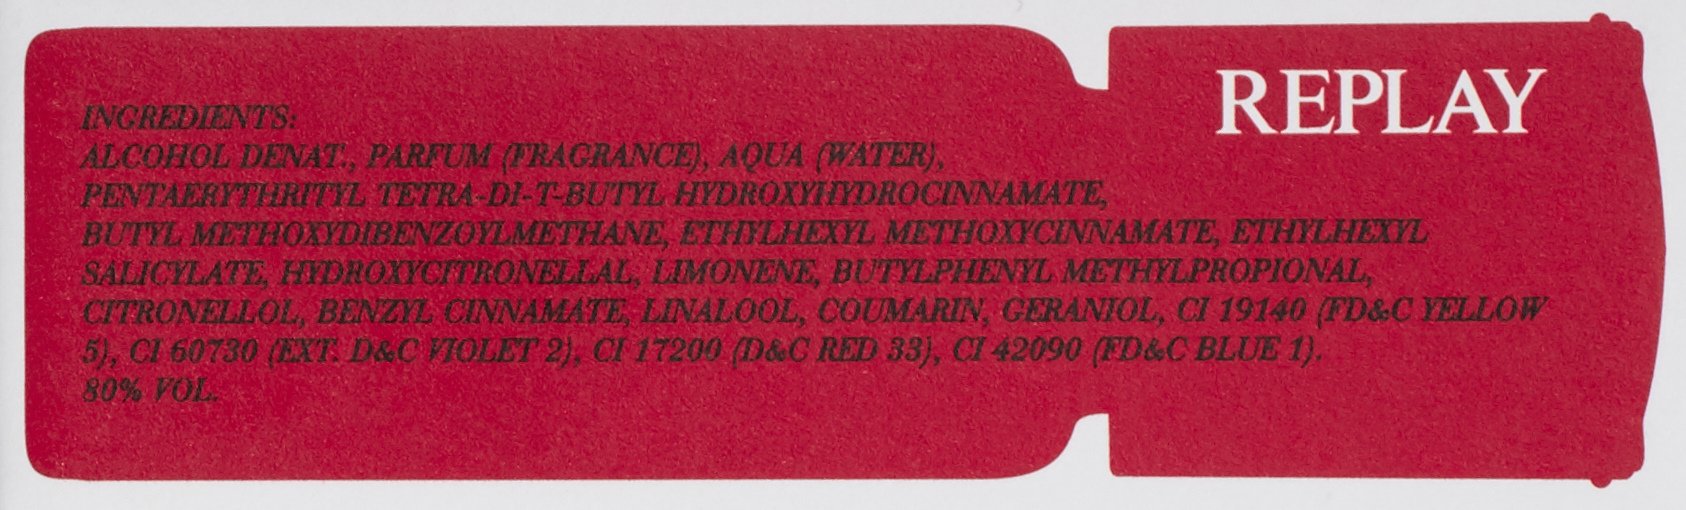 REPLAY
INGREDIENTS:
ALCOHOL DENAT., PARFUM (FRAGRANCE), AQUA (WATER),
PENTAERYTHRITYL TETRA-DI-T-BUTYL HYDROXYHYDROCINNAMATE,
BUTYL METHOXYDIBENZOYLMETHANE, ETHYLHEXYL METHOXYCINNAMATE, ETHYLHEXYL
SALICYLATE, HYDROXYCITRONELLAL, LIMONENE, BUTYLPHENYL METHYLPROPIONAL,
CITRONELLOL, BENZYL CINNAMATE, LINALOOL, COUMARIN, GERANIOL, CI 19140 (FD&C YELLOW
5), CI 60730 (EXT. D&C VIOLET 2), CI 17200 (D&C RED 33), CI 42090 (FD&C BLUE 1).
80% VOL.